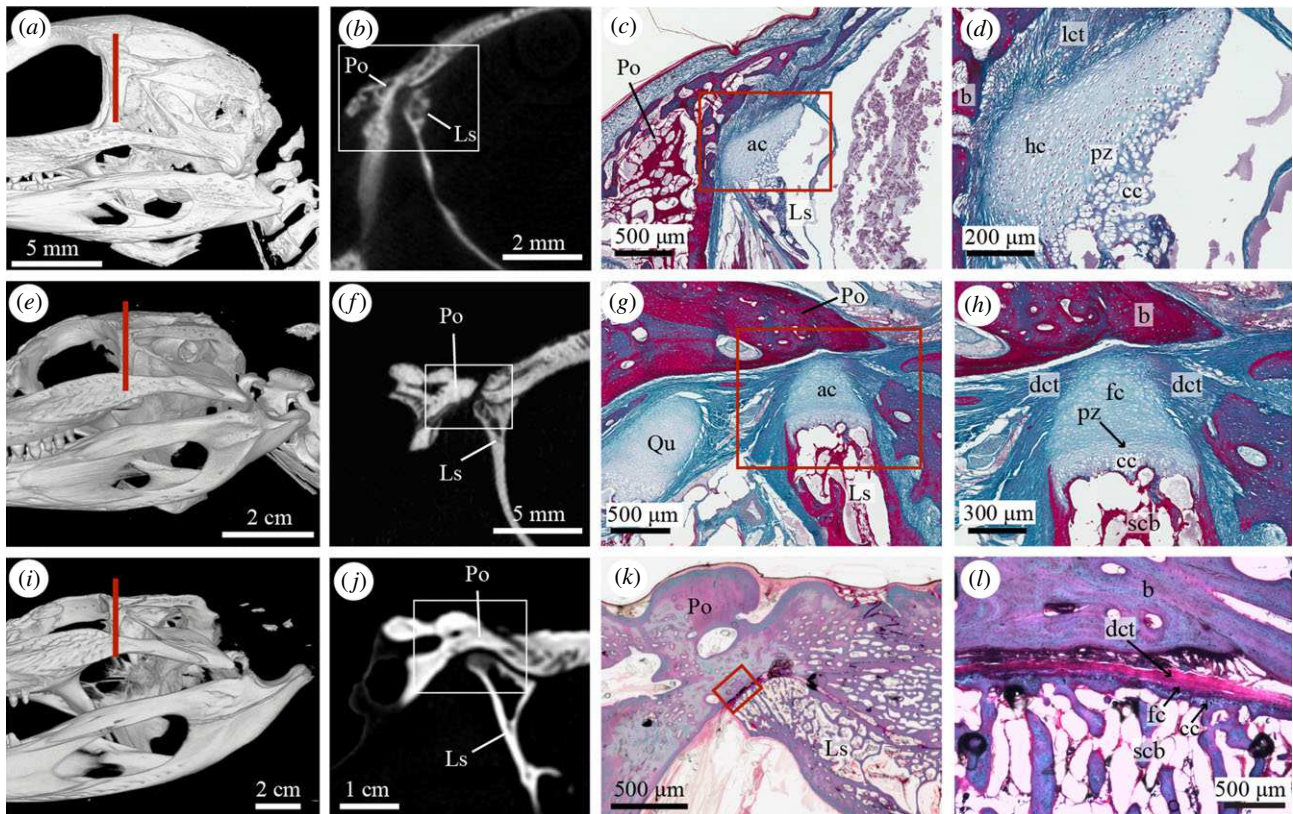 (a)
5 mm
(b)
Po
Ls
2 mm
(c)
Po
ac
Ls
500 µm
(d)
lct
b
hc
pz
cc
200 µm
(e)
2 cm
(f)
Po
Ls
5 mm
(g)
Po
ac
Qu
Ls
500 µm
(h)
b
dct
fc
dct
pz
cc
scb
300 µm
(i)
2 cm
(j)
Po
Ls
1 cm
(k)
Po
Ls
500 µm
(l)
b
dct
fc
cc
scb
500 µm